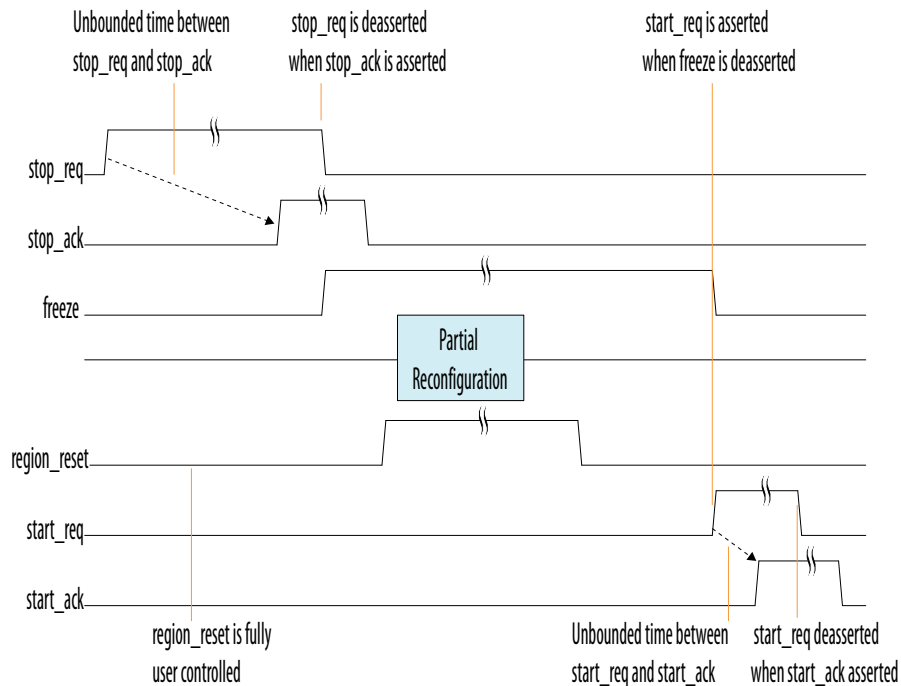 Unbounded time between
stop_req and stop_ack
stop_req is deasserted
when stop_ack is asserted
start_req is asserted
when freeze is deasserted
stop_req
stop_ack
freeze
Partial
Reconfiguration
region_reset
start_req
start_ack
region_reset is fully
user controlled
Unbounded time between
start_req and start_ack
start_req deasserted
when start_ack asserted